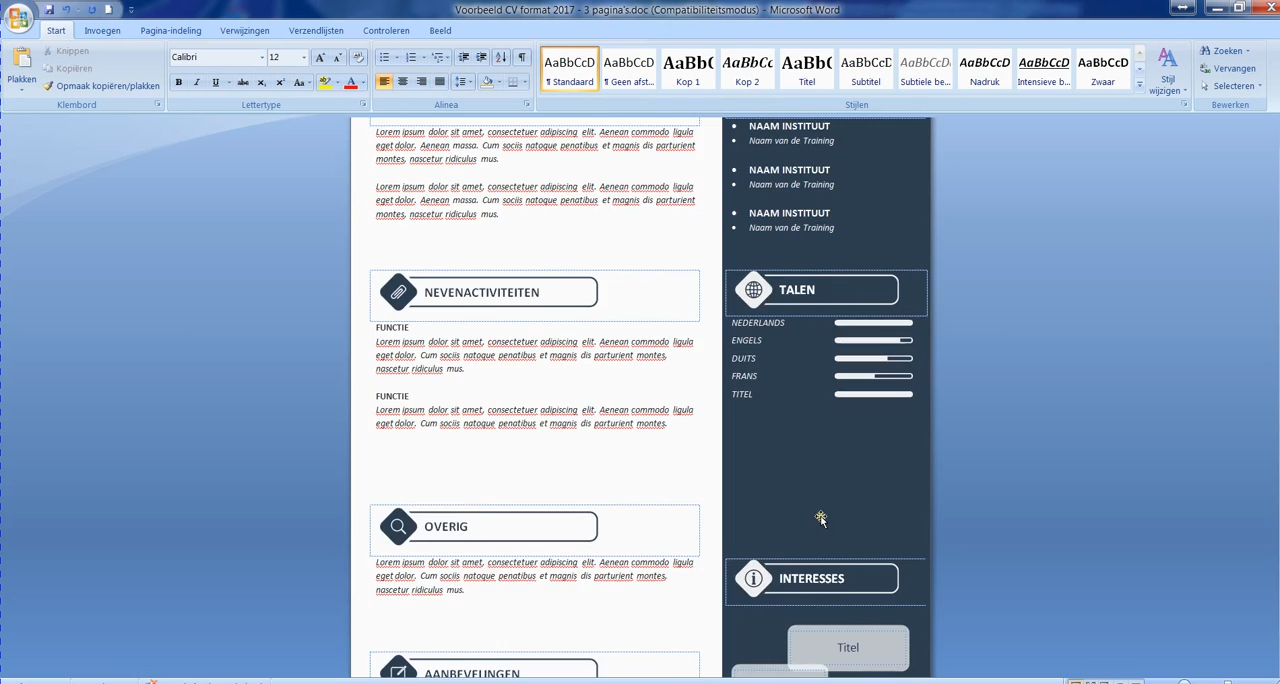 Voorbeeld CV format 2017 - 3 pagina's.doc (Compatibiliteitsmodus) - Microsoft Word
Start Invoegen Pagina-indeling Verwijzingen Verzendlijsten Controleren Beeld
Plakken
Knippen
Kopiëren
Opmaak kopiëren/plakken
Klembord
Calibri 12
Lettertype
Alinea
AaBbCcD AaBbCcD AaBbC AaBbCc AaBbC AaBbCcD AaBbCcD AaBbCcD AaBbCcD AaBbCcD
¶ Standaard ¶ Geen afst... Kop 1 Kop 2 Titel Subtitel Subtiele be... Nadruk Intensieve b... Zwaar
Stijl wijzigen
Stijlen
Zoeken
Vervangen
Selecteren
Bewerken
Lorem ipsum dolor sit amet, consectetuer adipiscing elit. Aenean commodo ligula
eget dolor. Aenean massa. Cum sociis natoque penatibus et magnis dis parturient
montes, nascetur ridiculus mus.
Lorem ipsum dolor sit amet, consectetuer adipiscing elit. Aenean commodo ligula
eget dolor. Aenean massa. Cum sociis natoque penatibus et magnis dis parturient
montes, nascetur ridiculus mus.
NEVENACTIVITEITEN
FUNCTIE
Lorem ipsum dolor sit amet, consectetuer adipiscing elit. Aenean commodo ligula
eget dolor. Cum sociis natoque penatibus et magnis dis parturient montes,
nascetur ridiculus mus.
FUNCTIE
Lorem ipsum dolor sit amet, consectetuer adipiscing elit. Aenean commodo ligula
eget dolor. Cum sociis natoque penatibus et magnis dis parturient montes.
OVERIG
Lorem ipsum dolor sit amet, consectetuer adipiscing elit. Aenean commodo ligula
eget dolor. Cum sociis natoque penatibus et magnis dis parturient montes,
nascetur ridiculus mus.
AANBEVELINGEN
• NAAM INSTITUUT
• Naam van de Training
• NAAM INSTITUUT
• Naam van de Training
• NAAM INSTITUUT
• Naam van de Training
TALEN
NEDERLANDS
ENGELS
DUITS
FRANS
TITEL
INTERESSES
Titel